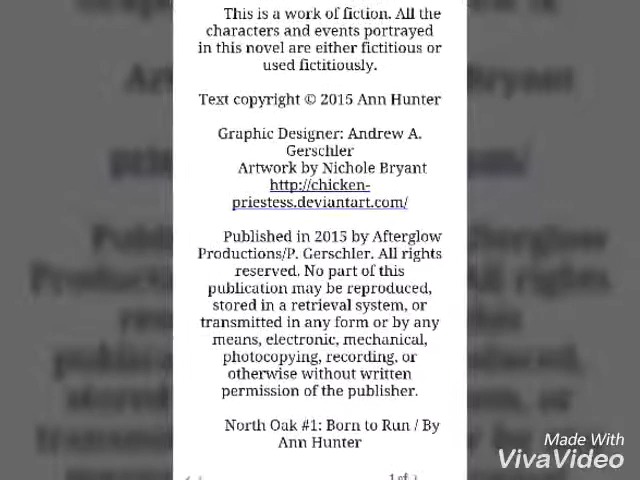 This is a work of fiction. All the
characters and events portrayed
in this novel are either fictitious or
used fictitiously.
Text copyright © 2015 Ann Hunter
Graphic Designer: Andrew A.
Gerschler
Artwork by Nichole Bryant
http://chicken-
priestess.deviantart.com/
Published in 2015 by Afterglow
Productions/P. Gerschler. All rights
reserved. No part of this
publication may be reproduced,
stored in a retrieval system, or
transmitted in any form or by any
means, electronic, mechanical,
photocopying, recording, or
otherwise without written
permission of the publisher.
North Oak #1: Born to Run / By
Ann Hunter
Made With
VivaVideo